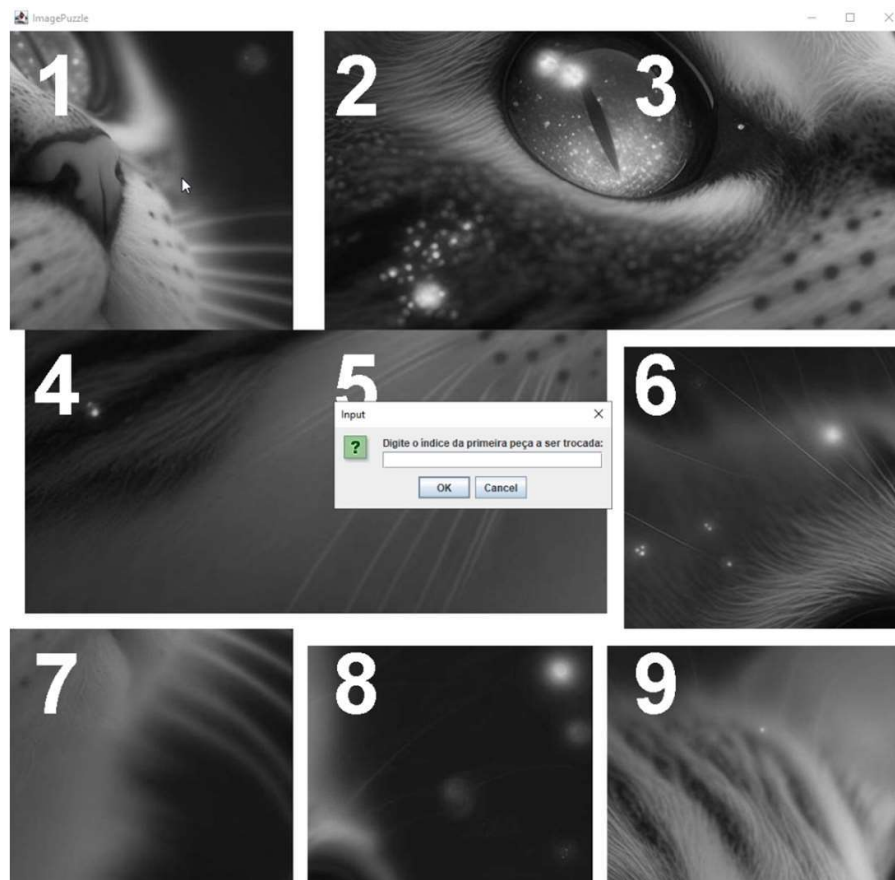 ImagePuzzle
1 2 3
4 5 6
Input
Digite o índice da primeira peça a ser trocada:
OK Cancel
7 8 9